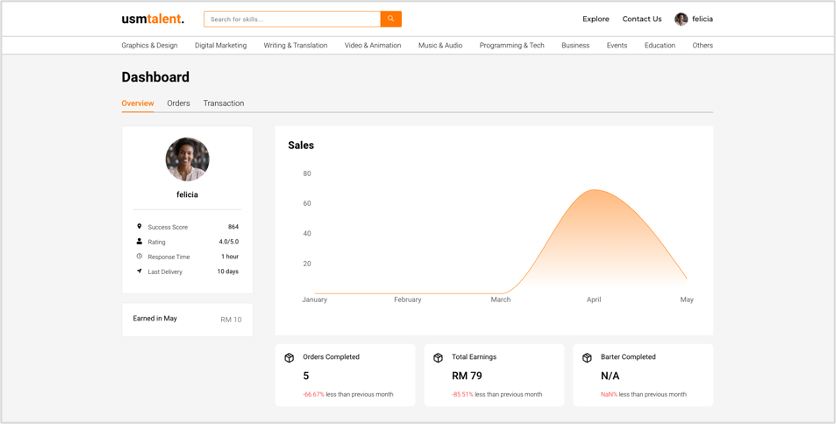 usmtalent.
Search for skills...
Explore Contact Us felicia
Graphics & Design Digital Marketing Writing & Translation Video & Animation Music & Audio Programming & Tech Business Events Education Others
Dashboard
Overview Orders Transaction
felicia
Success Score 864
Rating 4.0/5.0
Response Time 1 hour
Last Delivery 10 days
Earned in May RM 10
Sales
80
60
40
20
January February March April May
Orders Completed
5
-66.67% less than previous month
Total Earnings
RM 79
-85.51% less than previous month
Barter Completed
N/A
NaN% less than previous month